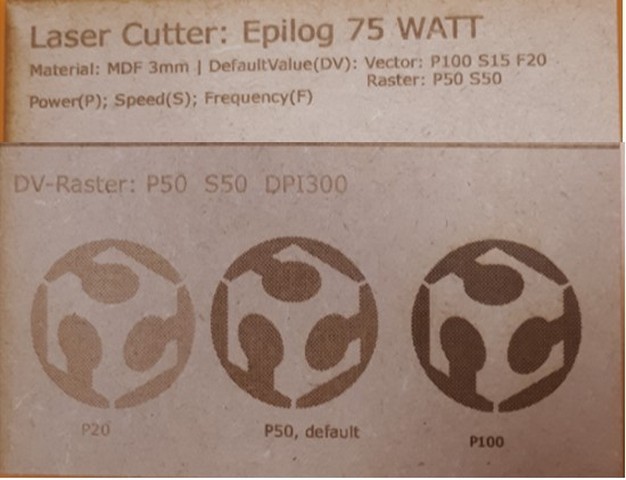 Laser Cutter: Epilog 75 WATT
Material: MDF 3mm | DefaultValue(DV): Vector: P100 S15 F20
Raster: P50 S50
Power(P); Speed(S); Frequency(F)
DV-Raster: P50 S50 DPI300
P20
P50, default
P100